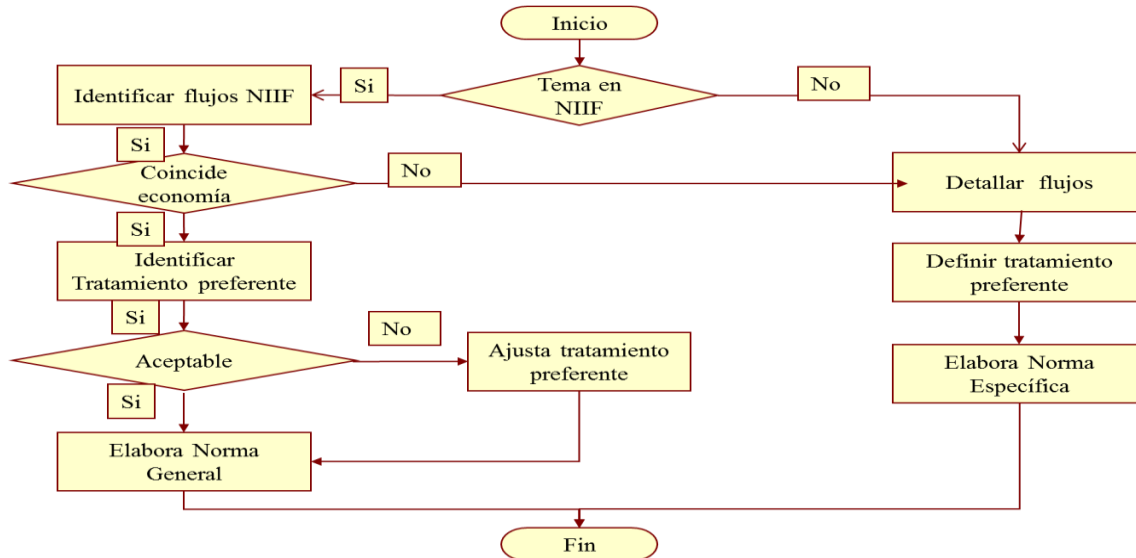 Inicio
Tema en
NIIF
Si
No
Identificar flujos NIIF
Si
Coincide
economía
No
Detallar flujos
Si
Identificar
Tratamiento preferente
Definir tratamiento
preferente
Si
Aceptable
No
Ajusta tratamiento
preferente
Elabora Norma
Específica
Si
Elabora Norma
General
Fin